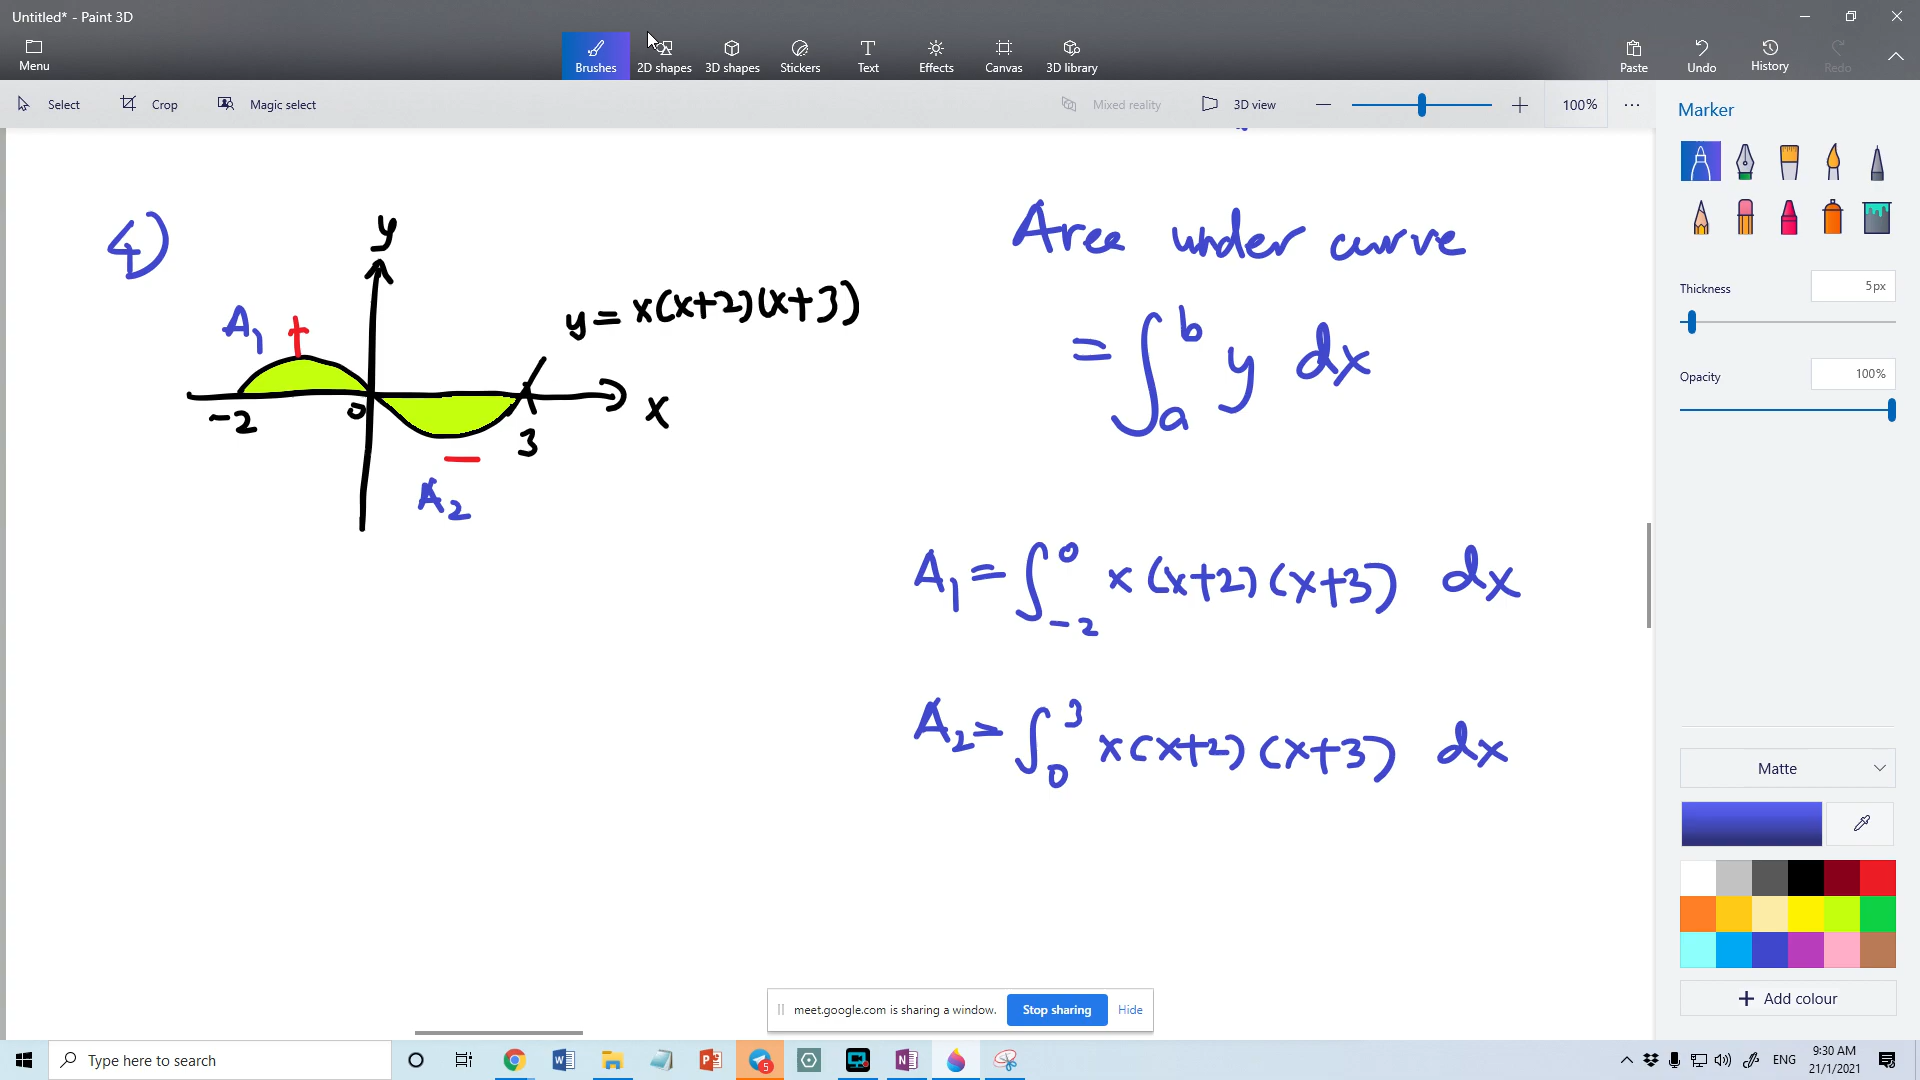 Untitled* - Paint 3D
Menu
Brushes
2D shapes
3D shapes
Stickers
Text
Effects
Canvas
3D library
Paste
Undo
History
Redo
Select
Crop
Magic select
Mixed reality
3D view
100%
Marker
Thickness
5px
Opacity
100%
Matte
Add colour
4)
y
y = x(x+2)(x+3)
A1
+
-2
0
3
x
−
A2
Area under curve
= ∫_a^b y dx
A1 = ∫_{-2}^0 x(x+2)(x+3) dx
A2 = ∫_0^3 x(x+2)(x+3) dx
meet.google.com is sharing a window.
Stop sharing
Hide
Type here to search
5
ENG
9:30 AM
21/1/2021